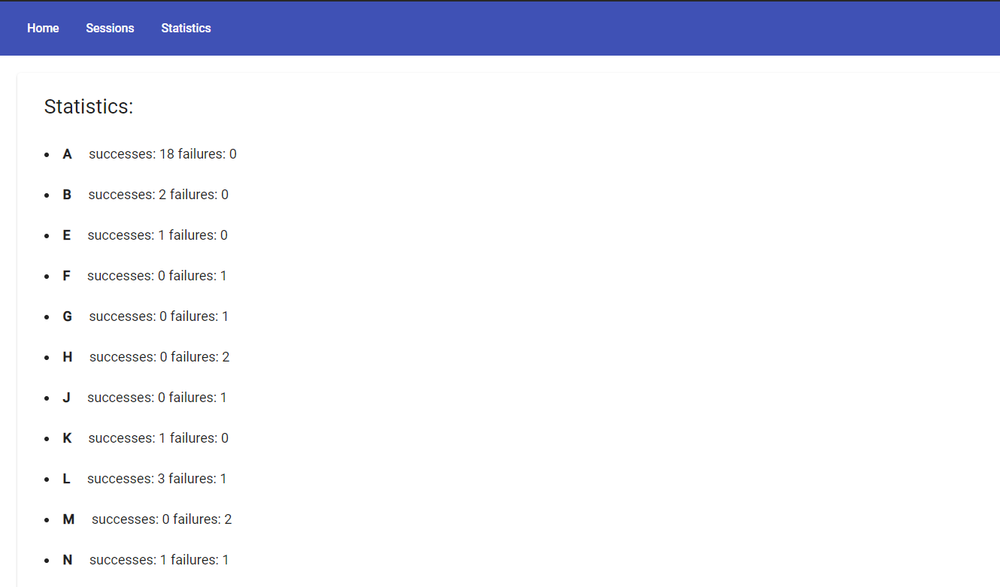 Home Sessions Statistics
Statistics:
A successes: 18 failures: 0
B successes: 2 failures: 0
E successes: 1 failures: 0
F successes: 0 failures: 1
G successes: 0 failures: 1
H successes: 0 failures: 2
J successes: 0 failures: 1
K successes: 1 failures: 0
L successes: 3 failures: 1
M successes: 0 failures: 2
N successes: 1 failures: 1